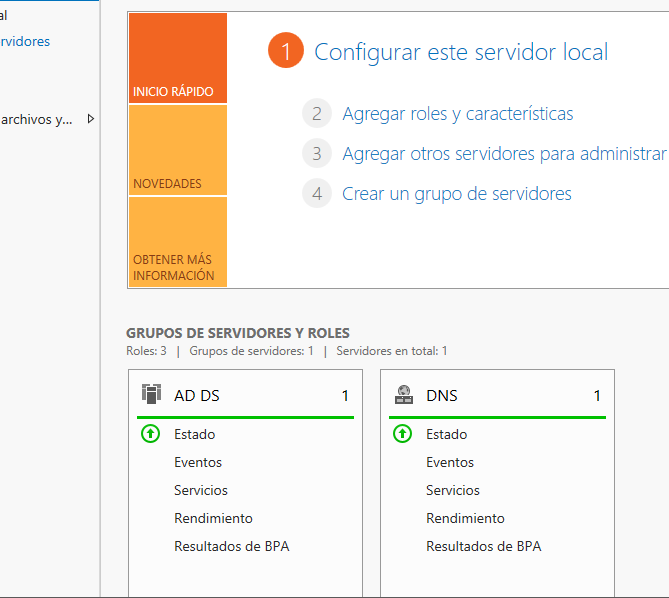 al
rvidores
archivos y...
INICIO RÁPIDO
NOVEDADES
OBTENER MÁS
INFORMACIÓN
1 Configurar este servidor local
2 Agregar roles y características
3 Agregar otros servidores para administrar
4 Crear un grupo de servidores
GRUPOS DE SERVIDORES Y ROLES
Roles: 3 | Grupos de servidores: 1 | Servidores en total: 1
AD DS 1
Estado
Eventos
Servicios
Rendimiento
Resultados de BPA
DNS 1
Estado
Eventos
Servicios
Rendimiento
Resultados de BPA